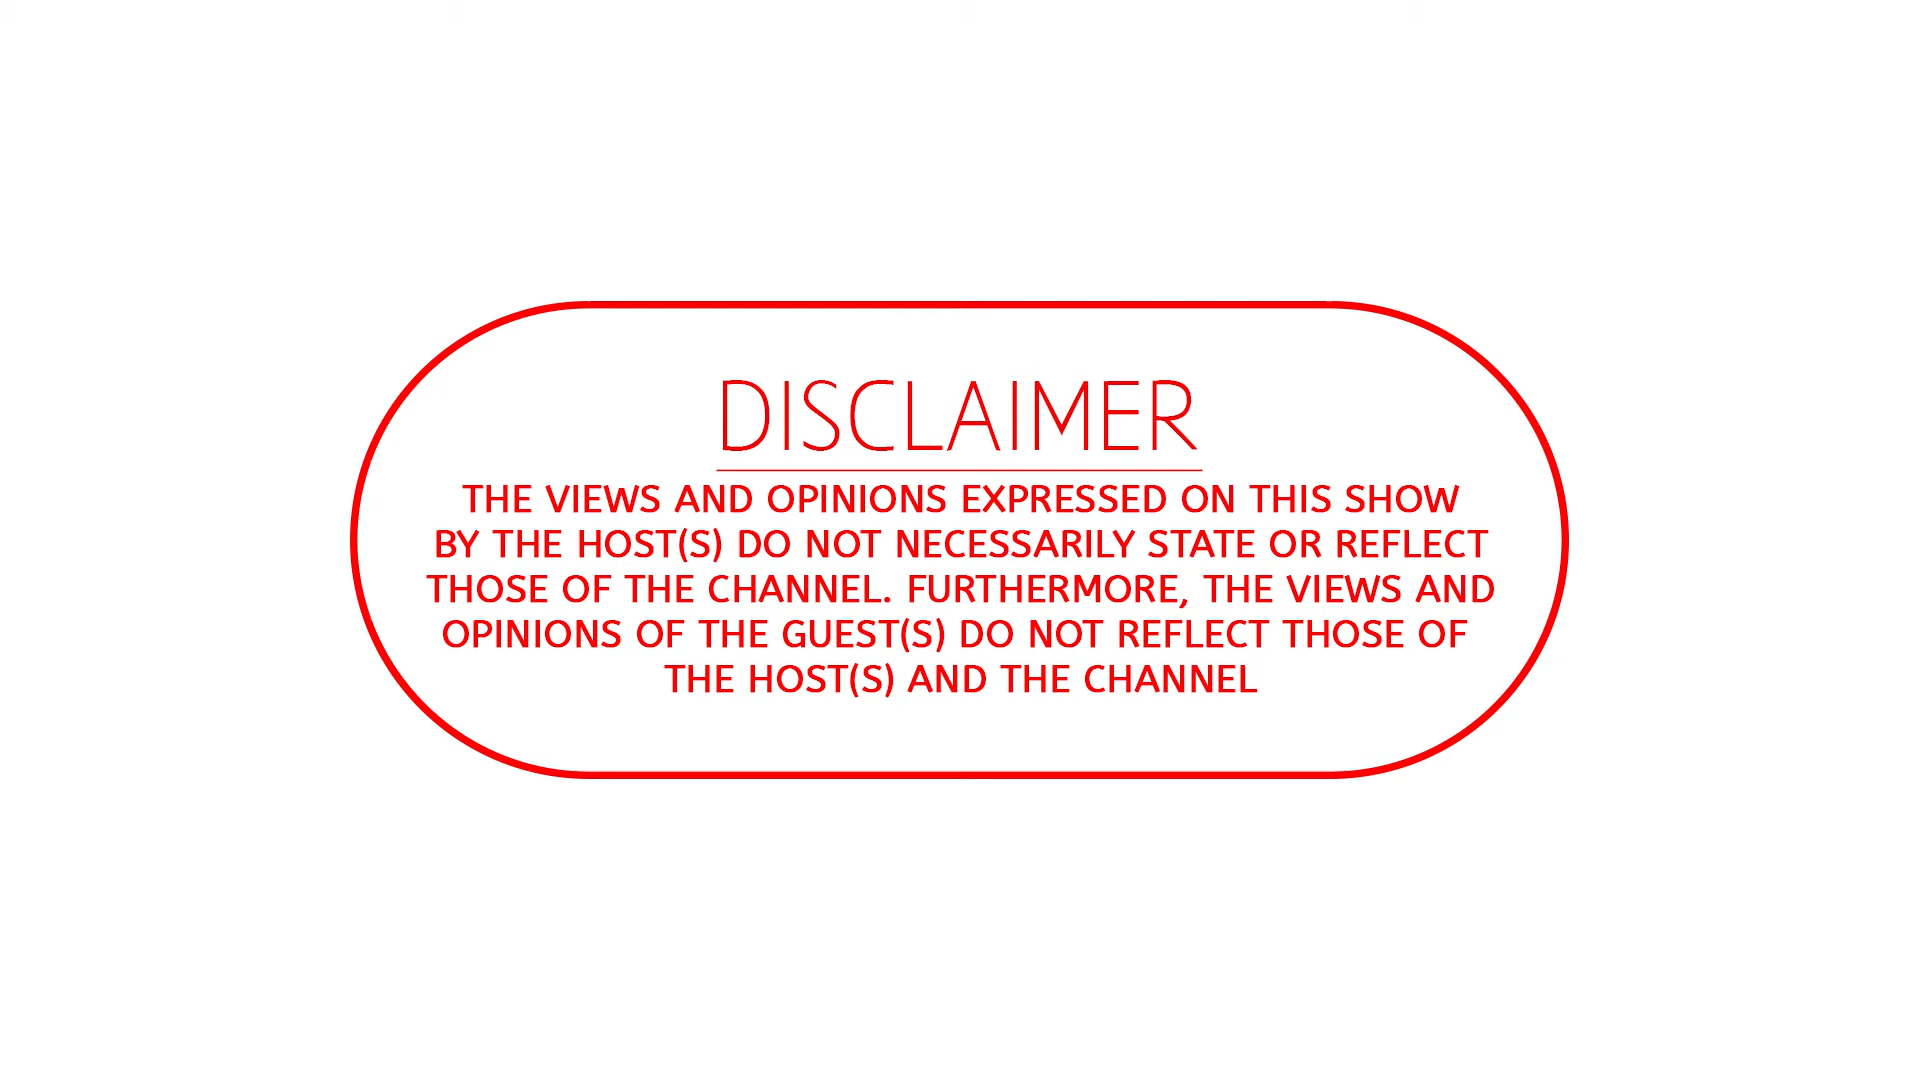 DISCLAIMER
THE VIEWS AND OPINIONS EXPRESSED ON THIS SHOW
BY THE HOST(S) DO NOT NECESSARILY STATE OR REFLECT
THOSE OF THE CHANNEL. FURTHERMORE, THE VIEWS AND
OPINIONS OF THE GUEST(S) DO NOT REFLECT THOSE OF
THE HOST(S) AND THE CHANNEL